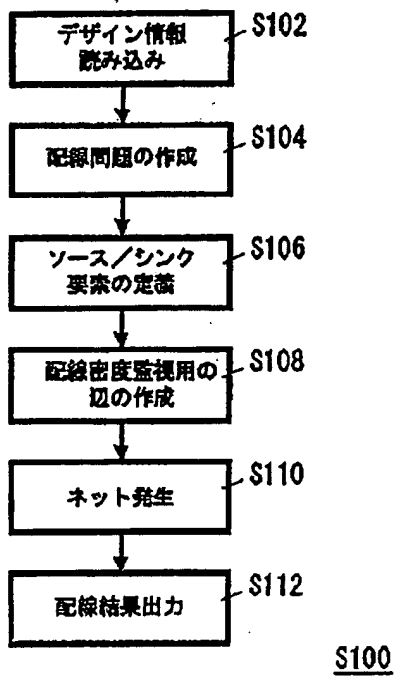 デザイン情報
読み込み
S102
配線問題の作成
S104
ソース/シンク
要素の定義
S106
配線密度監視用の
辺の作成
S108
ネット発生
S110
配線結果出力
S112
S100